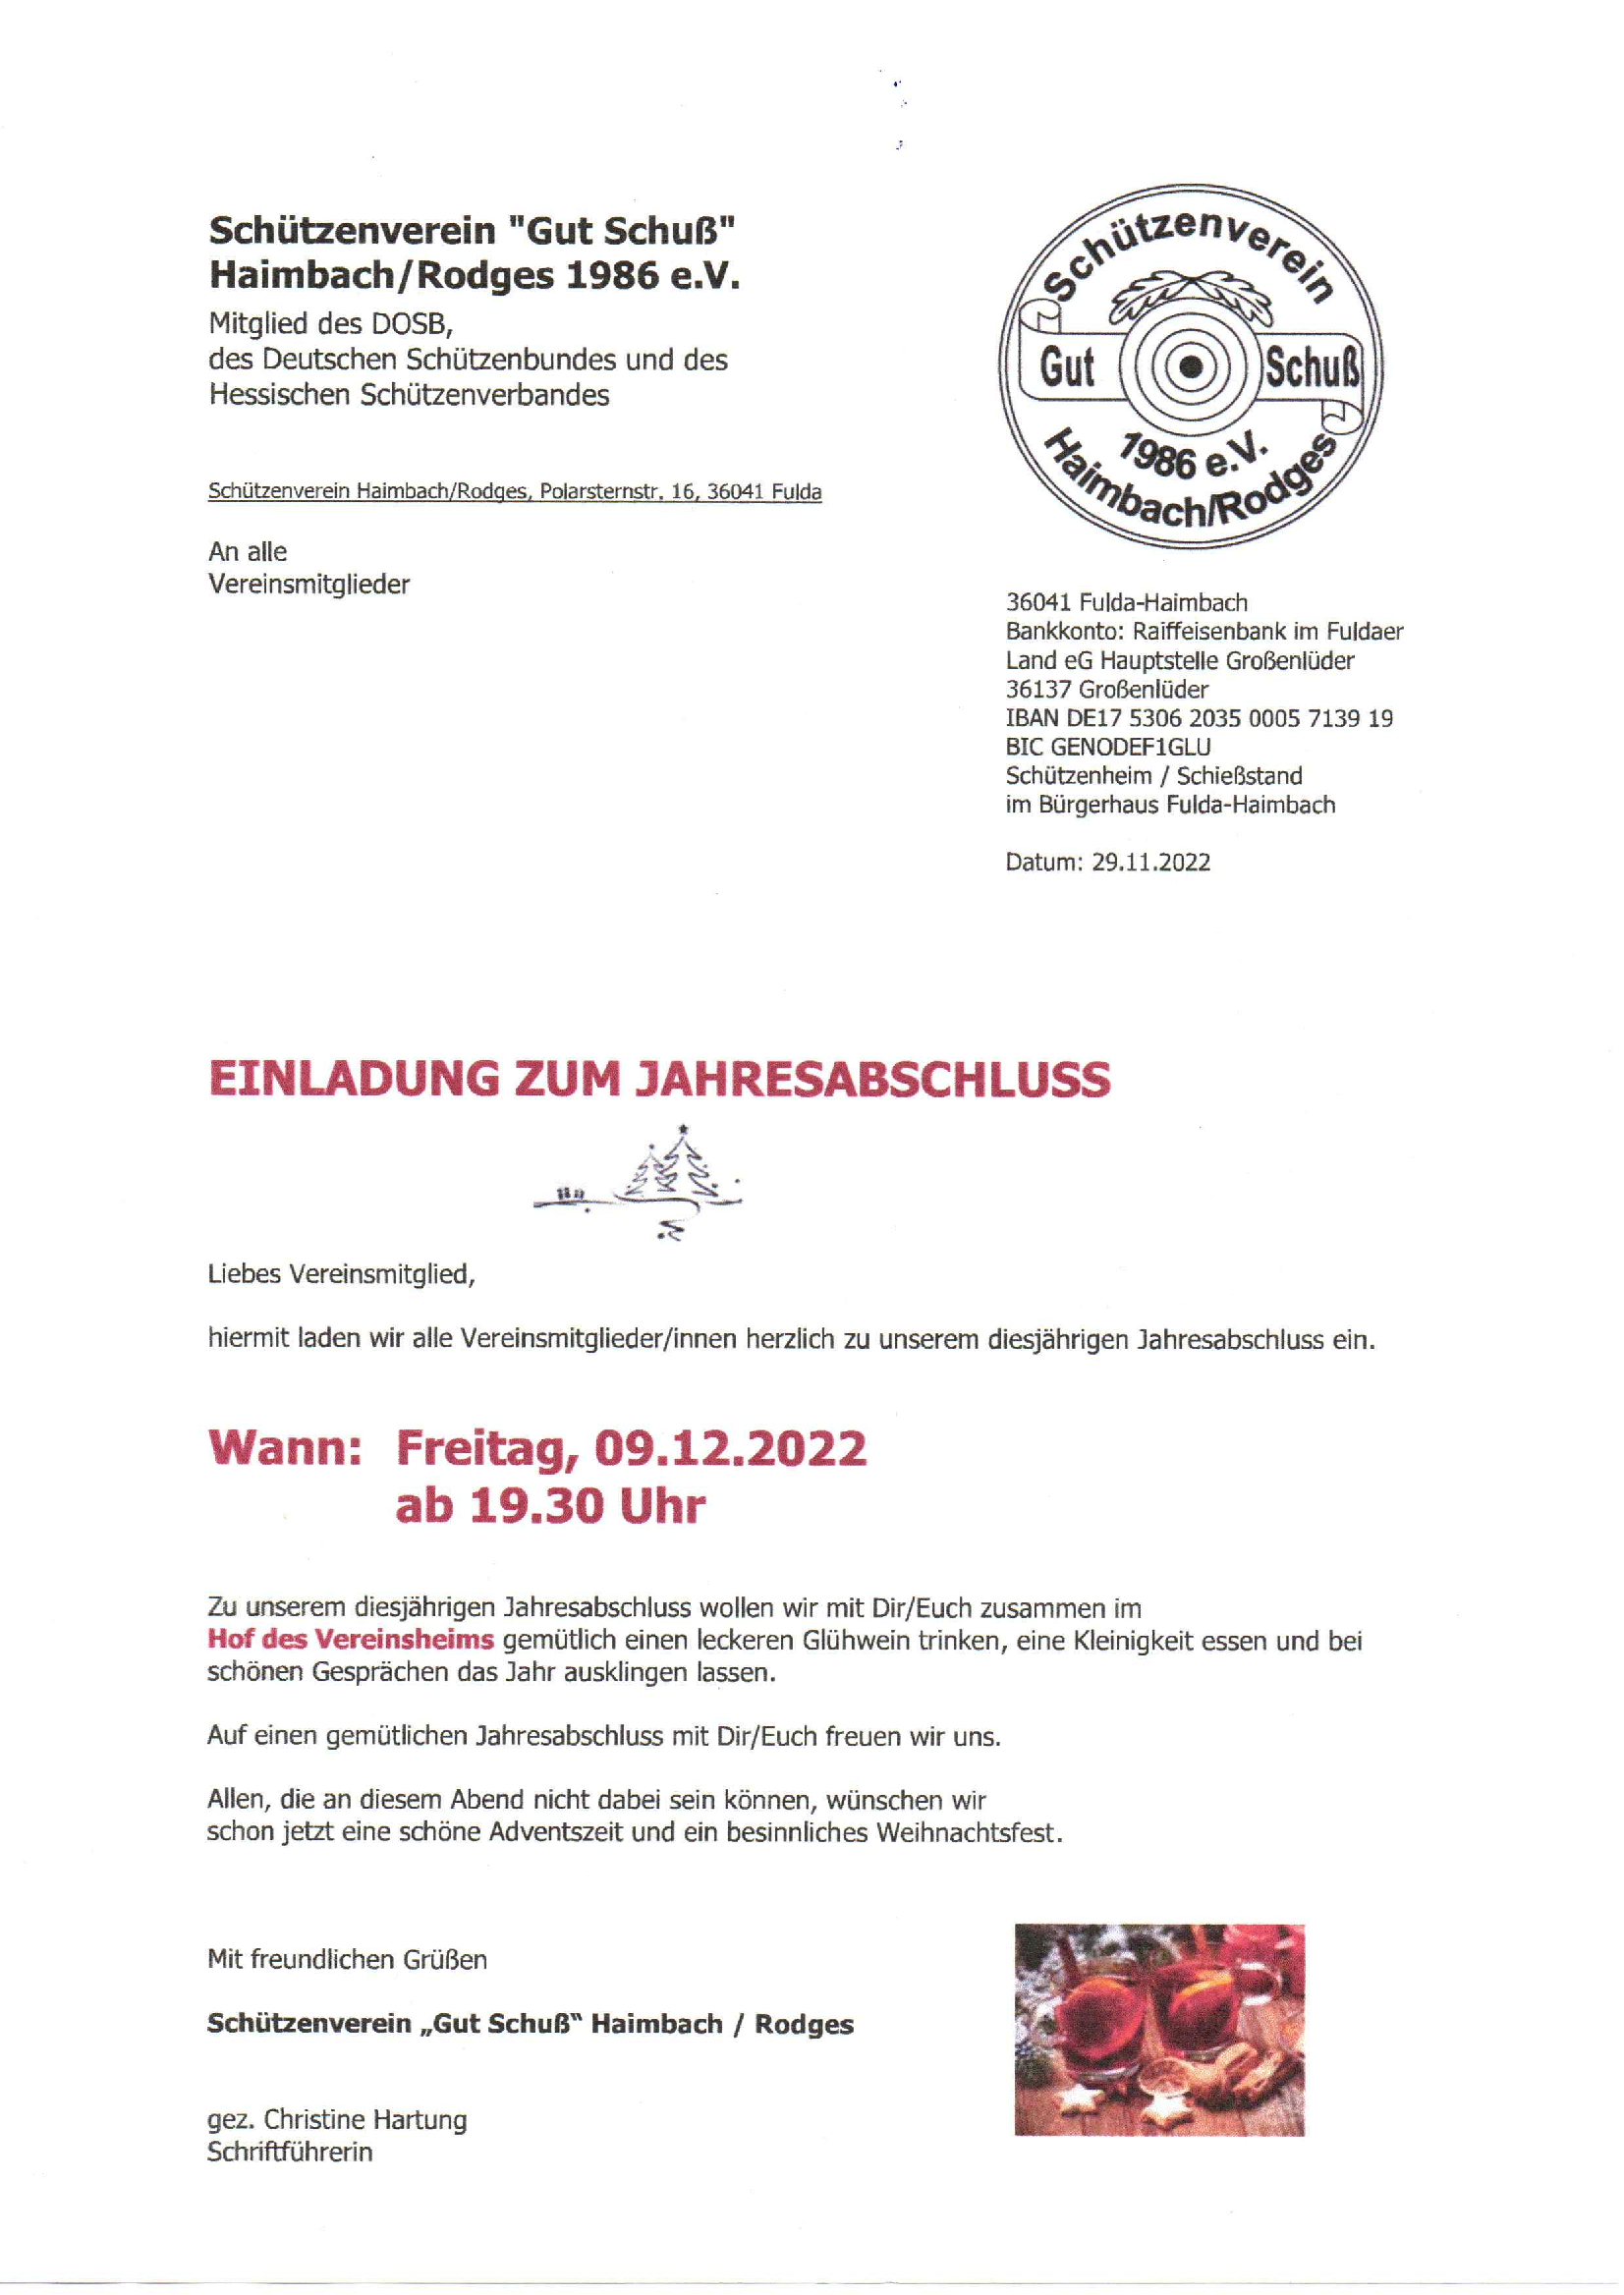 Schützenverein "Gut Schuß"
Haimbach/Rodges 1986 e.V.
Mitglied des DOSB,
des Deutschen Schützenbundes und des
Hessischen Schützenverbandes
Schützenverein Haimbach/Rodges, Polarsternstr. 16, 36041 Fulda
An alle
Vereinsmitglieder
Schützenverein
Gut Schuß
1986 e.V.
Haimbach/Rodges
36041 Fulda-Haimbach
Bankkonto: Raiffeisenbank im Fuldaer
Land eG Hauptstelle Großenlüder
36137 Großenlüder
IBAN DE17 5306 2035 0005 7139 19
BIC GENODEF1GLU
Schützenheim / Schießstand
im Bürgerhaus Fulda-Haimbach
Datum: 29.11.2022
EINLADUNG ZUM JAHRESABSCHLUSS
Liebes Vereinsmitglied,
hiermit laden wir alle Vereinsmitglieder/innen herzlich zu unserem diesjährigen Jahresabschluss ein.
Wann: Freitag, 09.12.2022
ab 19.30 Uhr
Zu unserem diesjährigen Jahresabschluss wollen wir mit Dir/Euch zusammen im
Hof des Vereinsheims gemütlich einen leckeren Glühwein trinken, eine Kleinigkeit essen und bei
schönen Gesprächen das Jahr ausklingen lassen.
Auf einen gemütlichen Jahresabschluss mit Dir/Euch freuen wir uns.
Allen, die an diesem Abend nicht dabei sein können, wünschen wir
schon jetzt eine schöne Adventszeit und ein besinnliches Weihnachtsfest.
Mit freundlichen Grüßen
Schützenverein „Gut Schuß“ Haimbach / Rodges
gez. Christine Hartung
Schriftführerin